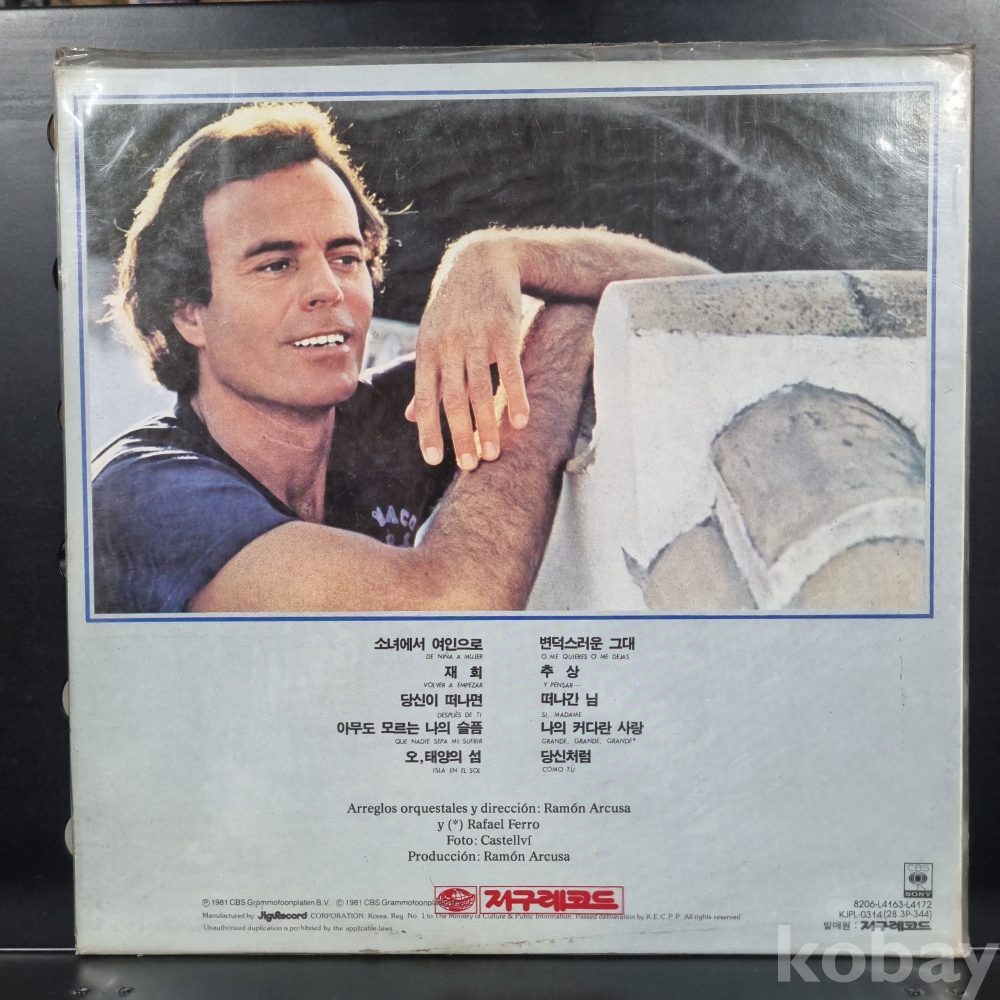 소녀에서 여인으로
DE NIÑA A MUJER
재 회
VOLVER A EMPEZAR
당신이 떠나면
DESPUÉS DE TI
아무도 모르는 나의 슬픔
QUE NADIE SEPA MI SUFRIR
오, 태양의 섬
ISLA EN EL SOL
변덕스러운 그대
O ME QUIERES O ME DEJAS
추 상
Y PENSAR...
떠나간 님
SI, MADAME
나의 커다란 사랑
GRANDE, GRANDE, GRANDE*
당신처럼
COMO TÚ
Arreglos orquestales y dirección: Ramón Arcusa
y (*) Rafael Ferro
Foto: Castellví
Producción: Ramón Arcusa
지구레코드
CBS
SONY
℗ 1981 CBS Grammofoonplaten B.V. © 1981 CBS Grammofoonpl
Manufactured by JiguRecord CORPORATION. Korea. Reg. No. 1 to The Ministry of Culture & Public Information. Passed deliberation by K.E.C.P.P. All rights reserved.
Unauthorized duplication is prohibited by the applicable laws.
8206-L4163-L4172
KJPL-0314 (28.3P-344)
발매원 : 지구레코드
kobay